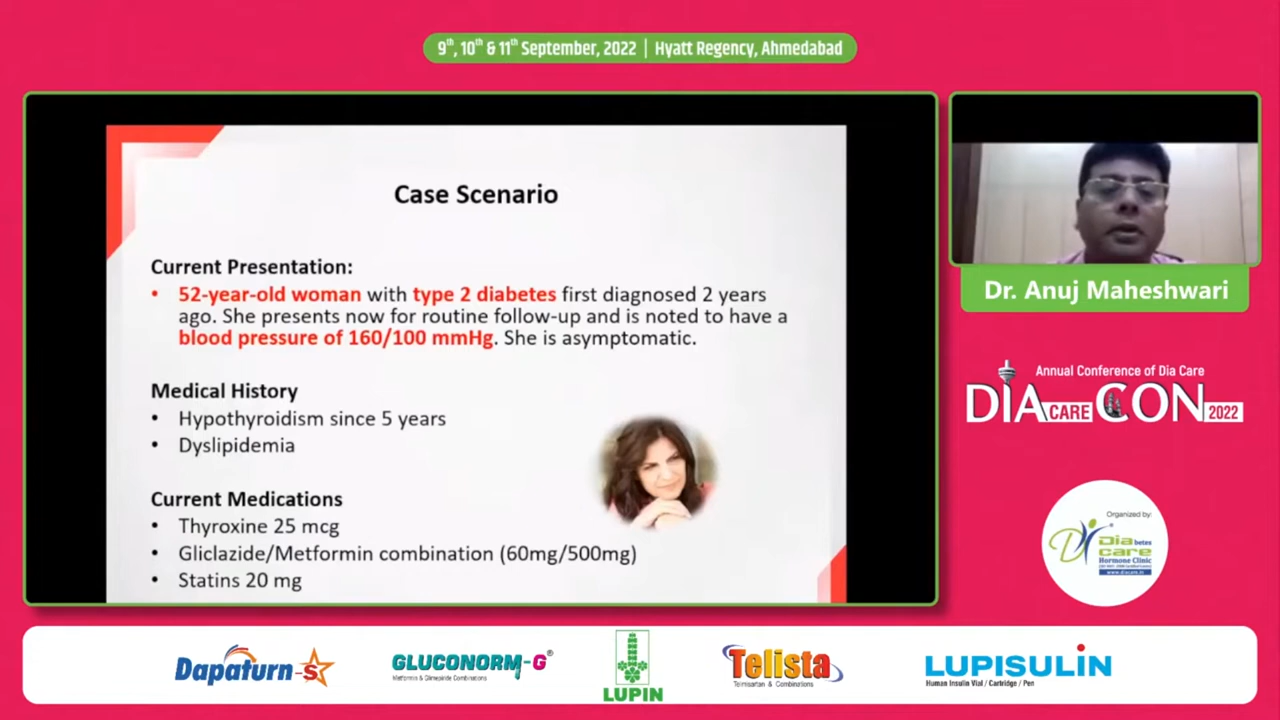 9th, 10th & 11th September, 2022 | Hyatt Regency, Ahmedabad
Case Scenario
Current Presentation:
• 52-year-old woman with type 2 diabetes first diagnosed 2 years
ago. She presents now for routine follow-up and is noted to have a
blood pressure of 160/100 mmHg. She is asymptomatic.
Medical History
• Hypothyroidism since 5 years
• Dyslipidemia
Current Medications
• Thyroxine 25 mcg
• Gliclazide/Metformin combination (60mg/500mg)
• Statins 20 mg
Dr. Anuj Maheshwari
Annual Conference of Dia Care
DIA CARE CON 2022
Organized by:
Diabetes
care
Hormone Clinic
www.diacare.in
Dapaturn-S
GLUCONORM-G®
Metformin & Glimepiride Combinations
LUPIN
Telista
Telmisartan & Combinations
LUPISULIN
Human Insulin Vial / Cartridge / Pen